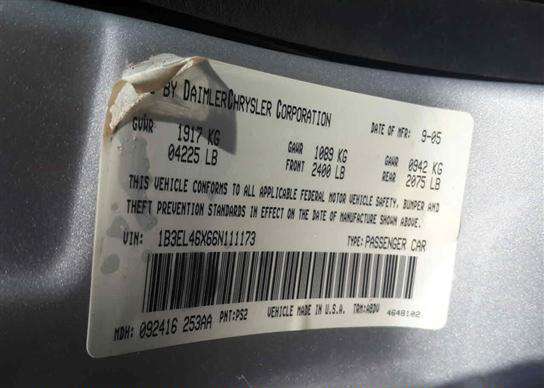 BY DAIMLERCHRYSLER CORPORATION
DATE OF MFR: 9-05
GVWR 1917 KG GAWR 1089 KG GAWR 0942 KG
04225 LB FRONT 2400 LB REAR 2075 LB
THIS VEHICLE CONFORMS TO ALL APPLICABLE FEDERAL MOTOR VEHICLE SAFETY, BUMPER AND
THEFT PREVENTION STANDARDS IN EFFECT ON THE DATE OF MANUFACTURE SHOWN ABOVE.
VIN: 1B3EL46X66N111173 TYPE: PASSENGER CAR
MDH: 092416 253AA PNT:PS2 VEHICLE MADE IN U.S.A. TRM:ABDV 4648102